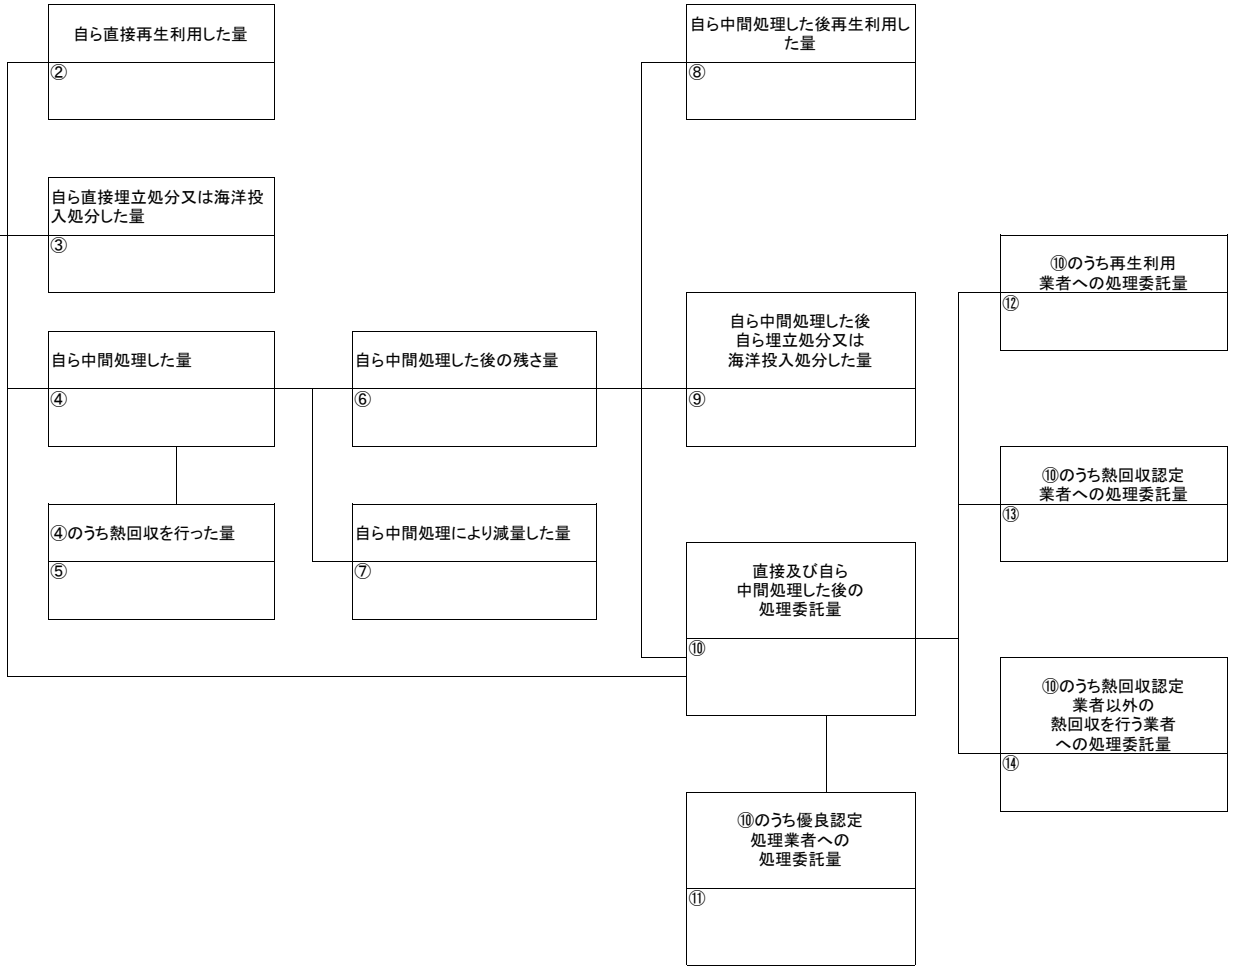 自ら直接再生利用した量
②
自ら直接埋立処分又は海洋投
入処分した量
③
自ら中間処理した量
④
④のうち熱回収を行った量
⑤
自ら中間処理した後の残さ量
⑥
自ら中間処理により減量した量
⑦
自ら中間処理した後再生利用し
た量
⑧
自ら中間処理した後
自ら埋立処分又は
海洋投入処分した量
⑨
直接及び自ら
中間処理した後の
処理委託量
⑩
⑩のうち優良認定
処理業者への
処理委託量
⑪
⑩のうち再生利用
業者への処理委託量
⑫
⑩のうち熱回収認定
業者への処理委託量
⑬
⑩のうち熱回収認定
業者以外の
熱回収を行う業者
への処理委託量
⑭